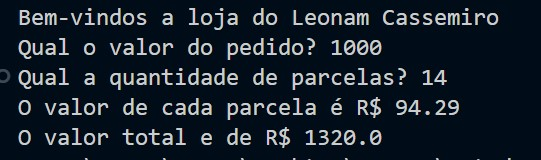 Bem-vindos a loja do Leonam Cassemiro
Qual o valor do pedido? 1000
Qual a quantidade de parcelas? 14
O valor de cada parcela é R$ 94.29
O valor total e de R$ 1320.0